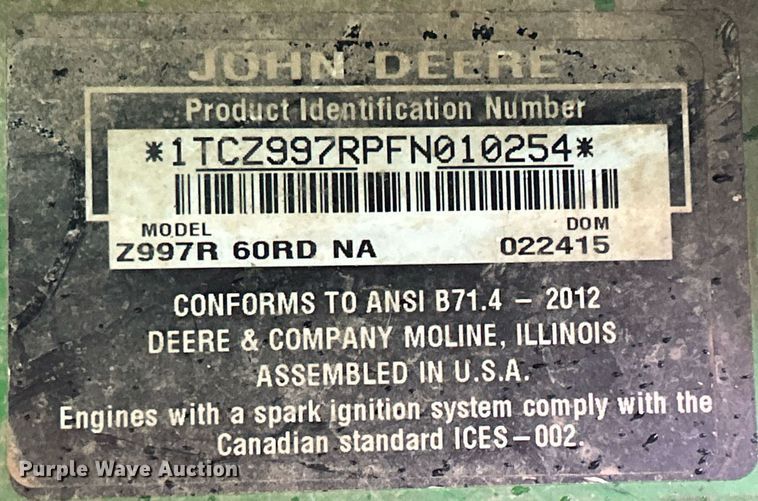 JOHN DEERE
Product Identification Number
*1TCZ997RPFN010254*
MODEL DOM
Z997R 60RD NA 022415
CONFORMS TO ANSI B71.4 – 2012
DEERE & COMPANY MOLINE, ILLINOIS
ASSEMBLED IN U.S.A.
Engines with a spark ignition system comply with the
Canadian standard ICES–002.
Purple Wave Auction